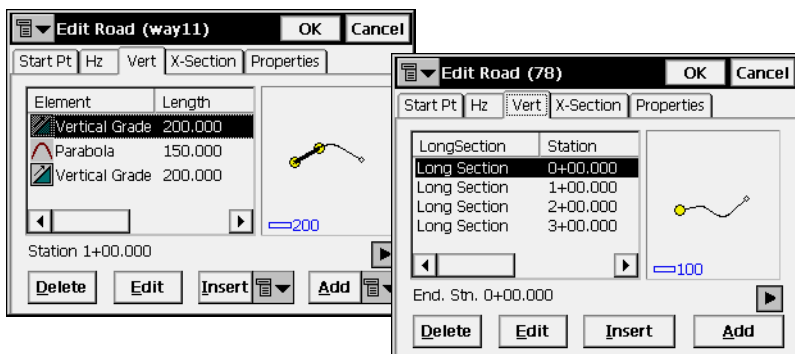 Edit Road (way11) OK Cancel
Start Pt Hz Vert X-Section Properties
Element Length
Vertical Grade 200.000
Parabola 150.000
Vertical Grade 200.000
200
Station 1+00.000
Delete Edit Insert Add
Edit Road (78) OK Cancel
Start Pt Hz Vert X-Section Properties
LongSection Station
Long Section 0+00.000
Long Section 1+00.000
Long Section 2+00.000
Long Section 3+00.000
100
End. Stn. 0+00.000
Delete Edit Insert Add